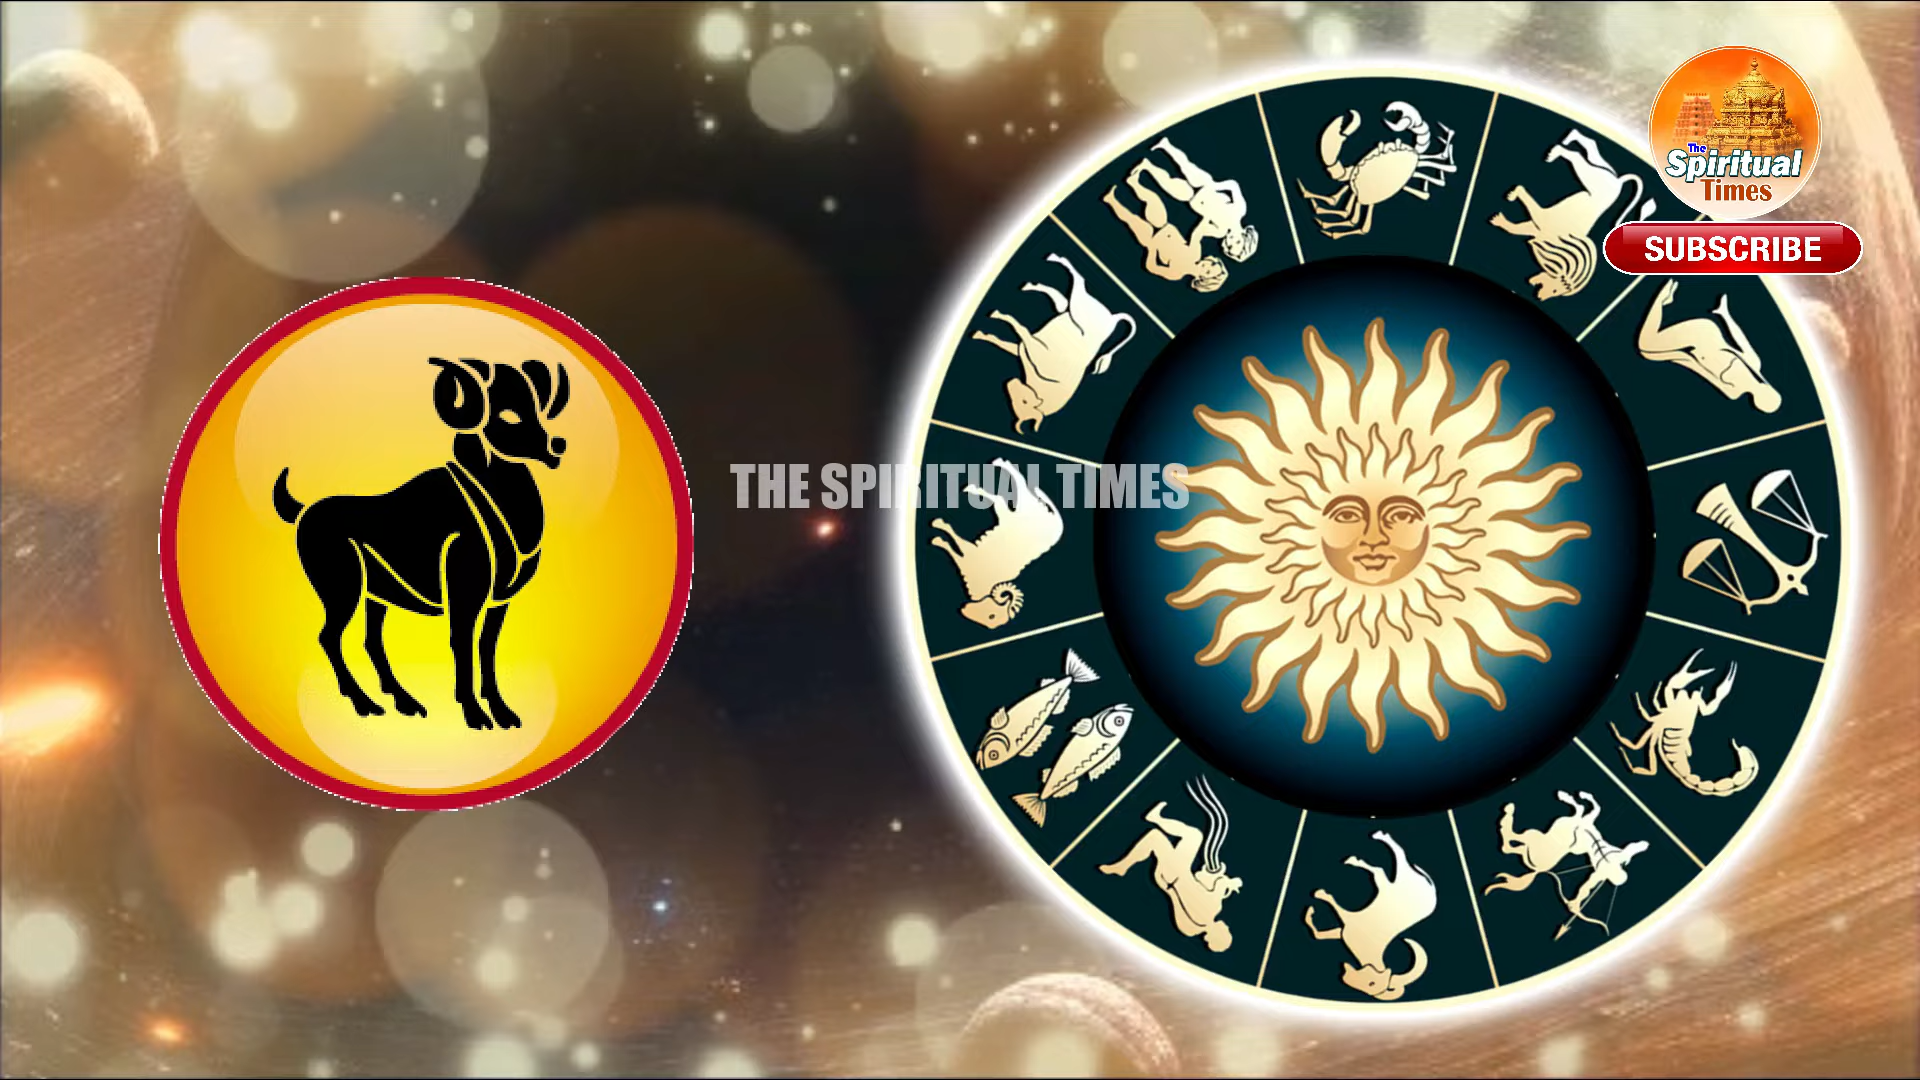 The
Spiritual
Times
SUBSCRIBE
THE SPIRITUAL TIMES